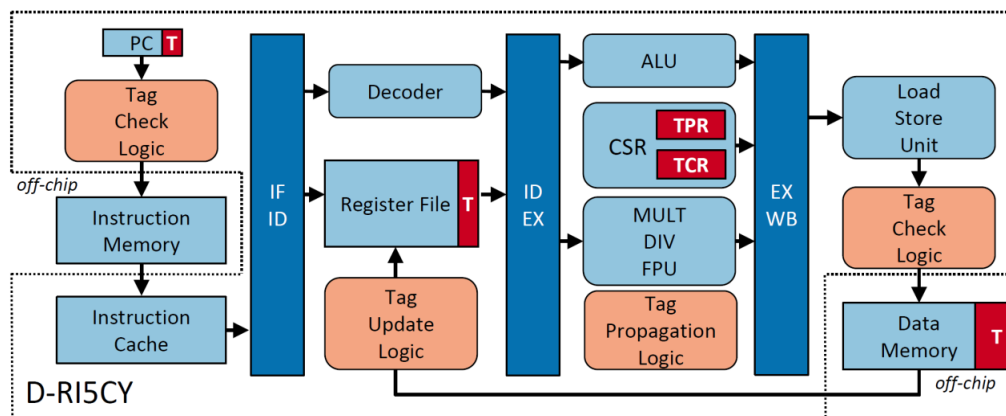 PC T
Tag
Check
Logic
off-chip
Instruction
Memory
Instruction
Cache
D-RI5CY
IF
ID
Decoder
Register File T
Tag
Update
Logic
ID
EX
ALU
CSR
TPR
TCR
MULT
DIV
FPU
Tag
Propagation
Logic
EX
WB
Load
Store
Unit
Tag
Check
Logic
Data
Memory
T
off-chip